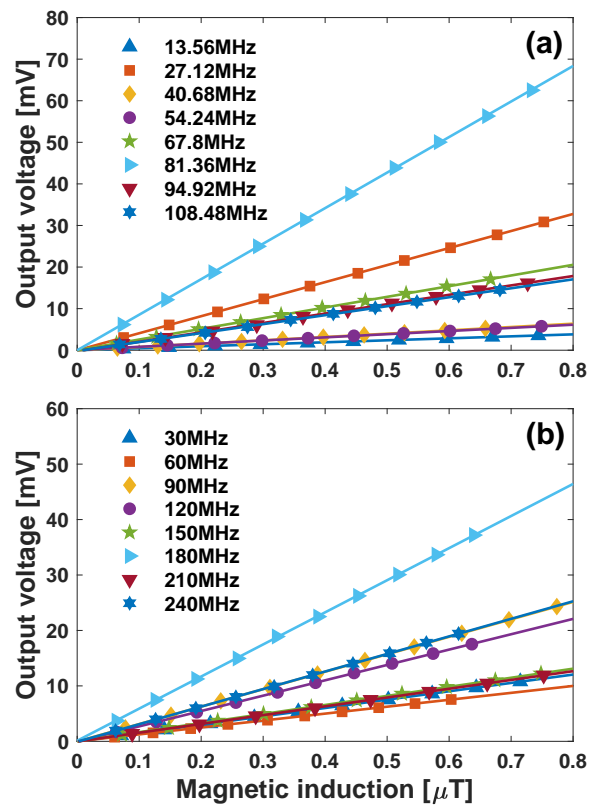 (a)
Output voltage [mV]
80
70
60
50
40
30
20
10
0
13.56MHz
27.12MHz
40.68MHz
54.24MHz
67.8MHz
81.36MHz
94.92MHz
108.48MHz
0 0.1 0.2 0.3 0.4 0.5 0.6 0.7 0.8
(b)
Output voltage [mV]
60
50
40
30
20
10
0
30MHz
60MHz
90MHz
120MHz
150MHz
180MHz
210MHz
240MHz
0 0.1 0.2 0.3 0.4 0.5 0.6 0.7 0.8
Magnetic induction [μT]